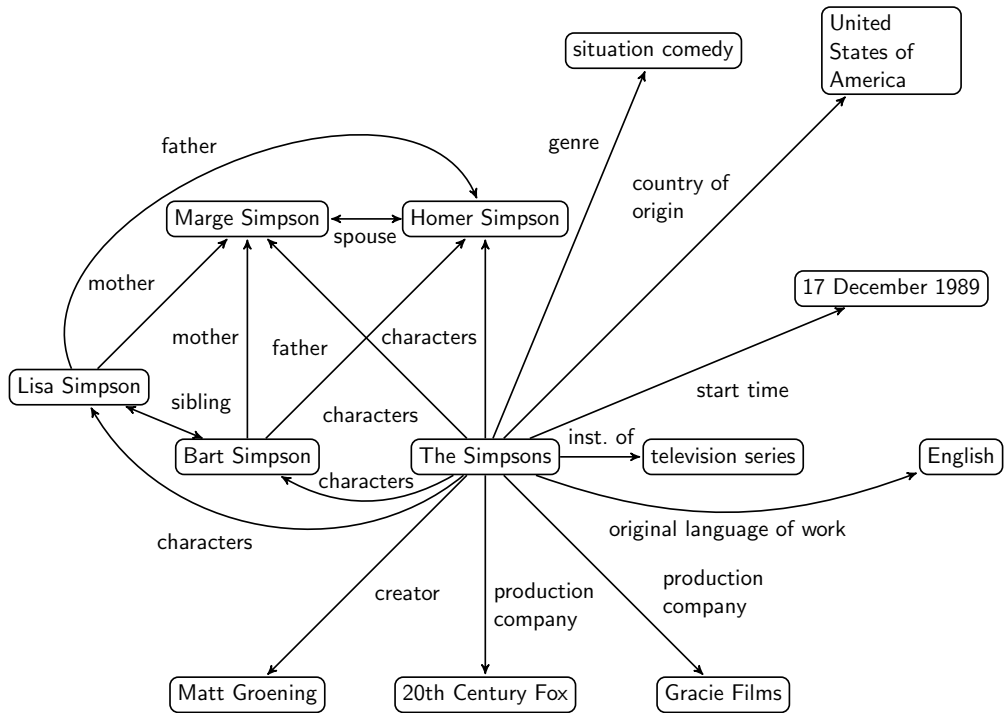 situation comedy
United
States of
America
father
genre
country of
origin
Marge Simpson
Homer Simpson
spouse
mother
17 December 1989
mother
father
characters
Lisa Simpson
sibling
characters
start time
Bart Simpson
The Simpsons
inst. of
television series
English
characters
original language of work
characters
creator
production
company
production
company
Matt Groening
20th Century Fox
Gracie Films